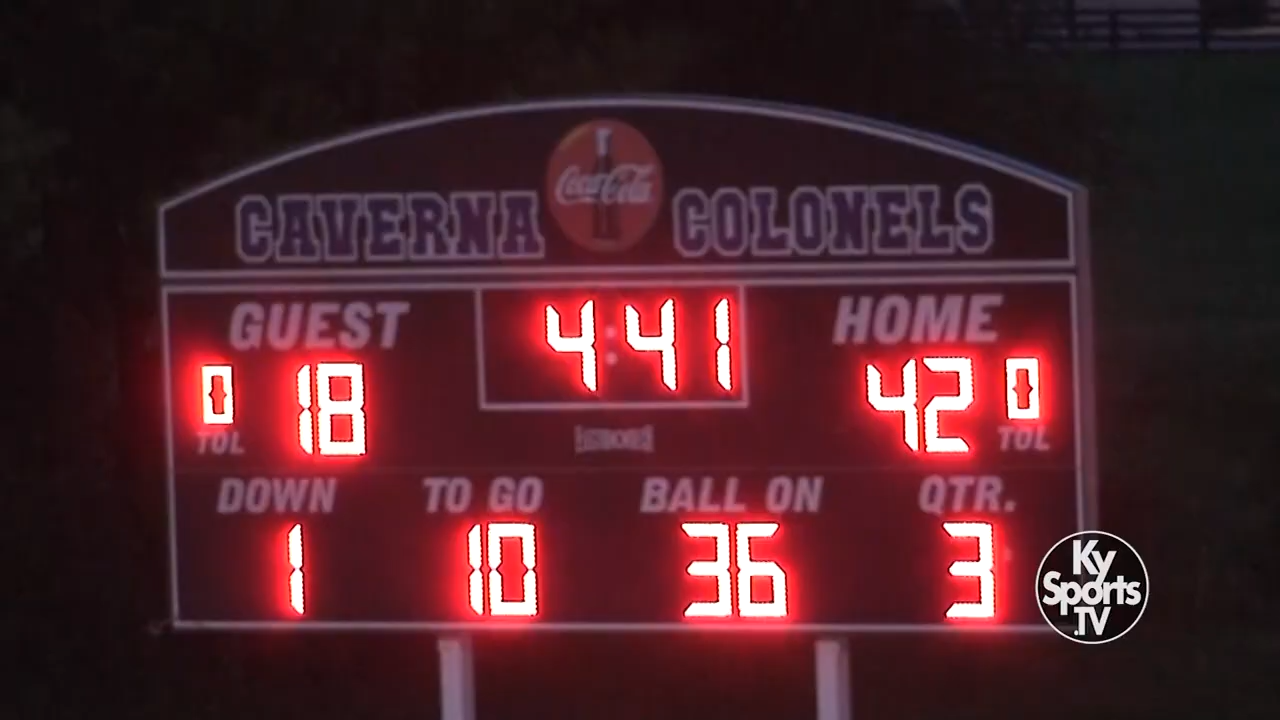 CAVERNA Coca-Cola COLONELS
GUEST 4:41 HOME
0 18 42 0
TOL TOL
DOWN TO GO BALL ON QTR.
1 10 36 3
Ky
Sports
.TV